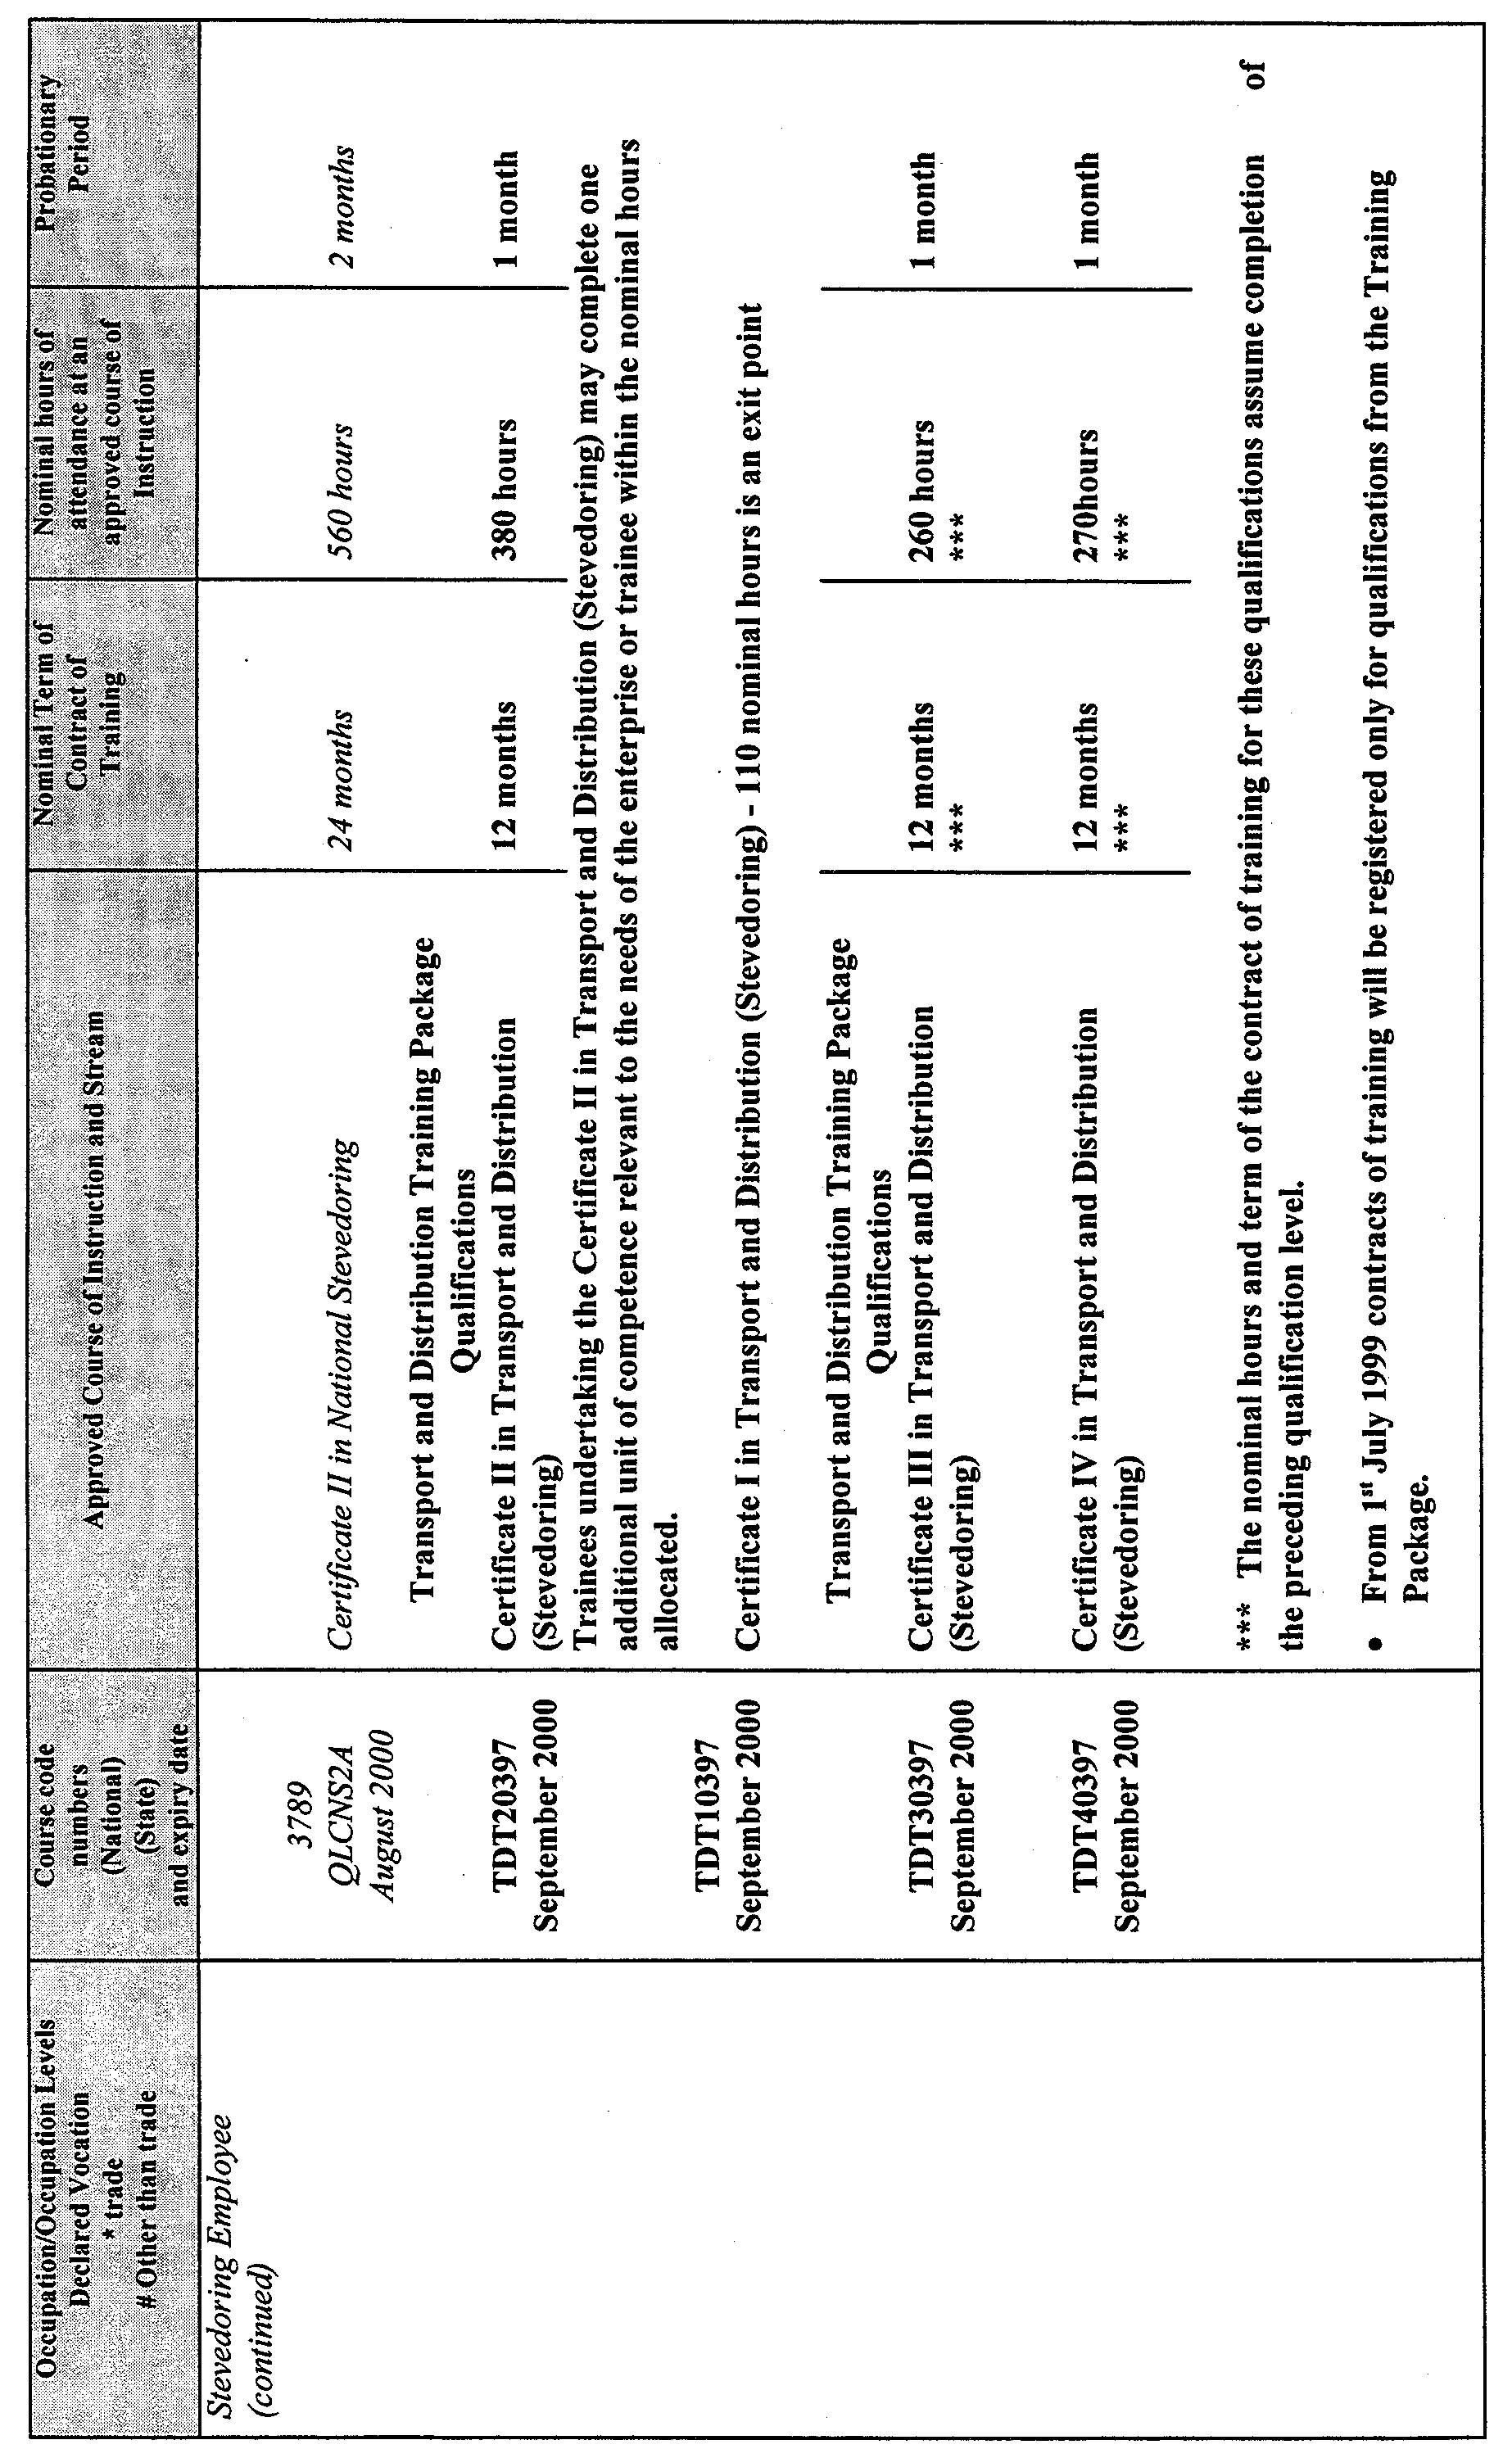 Occupation/Occupation Levels
Declared Vocation
* trade
# Other than trade
Course code
numbers
(National)
(State)
and expiry date
Approved Course of Instruction and Stream
Nominal Term of
Contract of
Training
Nominal hours of
attendance at an
approved course of
Instruction
Probationary
Period
Stevedoring Employee
(continued)
3789
QLCNS2A
August 2000
Certificate II in National Stevedoring
24 months
560 hours
2 months
Transport and Distribution Training Package
Qualifications
TDT20397
September 2000
Certificate II in Transport and Distribution
(Stevedoring)
12 months
380 hours
1 month
Trainees undertaking the Certificate II in Transport and Distribution (Stevedoring) may complete one
additional unit of competence relevant to the needs of the enterprise or trainee within the nominal hours
allocated.
TDT10397
September 2000
Certificate I in Transport and Distribution (Stevedoring) - 110 nominal hours is an exit point
Transport and Distribution Training Package
Qualifications
TDT30397
September 2000
Certificate III in Transport and Distribution
(Stevedoring)
12 months
***
260 hours
***
1 month
TDT40397
September 2000
Certificate IV in Transport and Distribution
(Stevedoring)
12 months
***
270hours
***
1 month
*** The nominal hours and term of the contract of training for these qualifications assume completion of
the preceding qualification level.
• From 1st July 1999 contracts of training will be registered only for qualifications from the Training
Package.